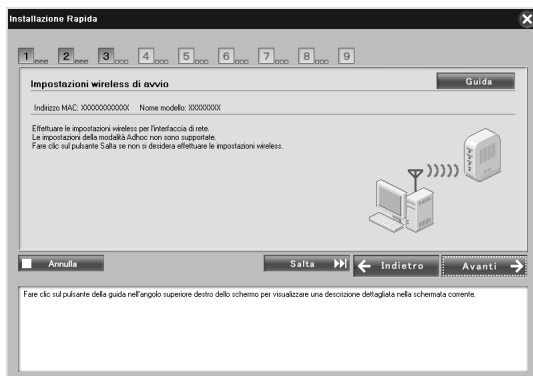 Installazione Rapida
1 2 3 4 5 6 7 8 9
Impostazioni wireless di avvio
Guida
Indirizzo MAC: XXXXXXXXXXXX Nome modello: XXXXXXXX
Effettuare le impostazioni wireless per l'interfaccia di rete.
Le impostazioni della modalità Adhoc non sono supportate.
Fare clic sul pulsante Salta se non si desidera effettuare le impostazioni wireless.
Annulla Salta Indietro Avanti
Fare clic sul pulsante della guida nell'angolo superiore destro dello schermo per visualizzare una descrizione dettagliata nella schermata corrente.